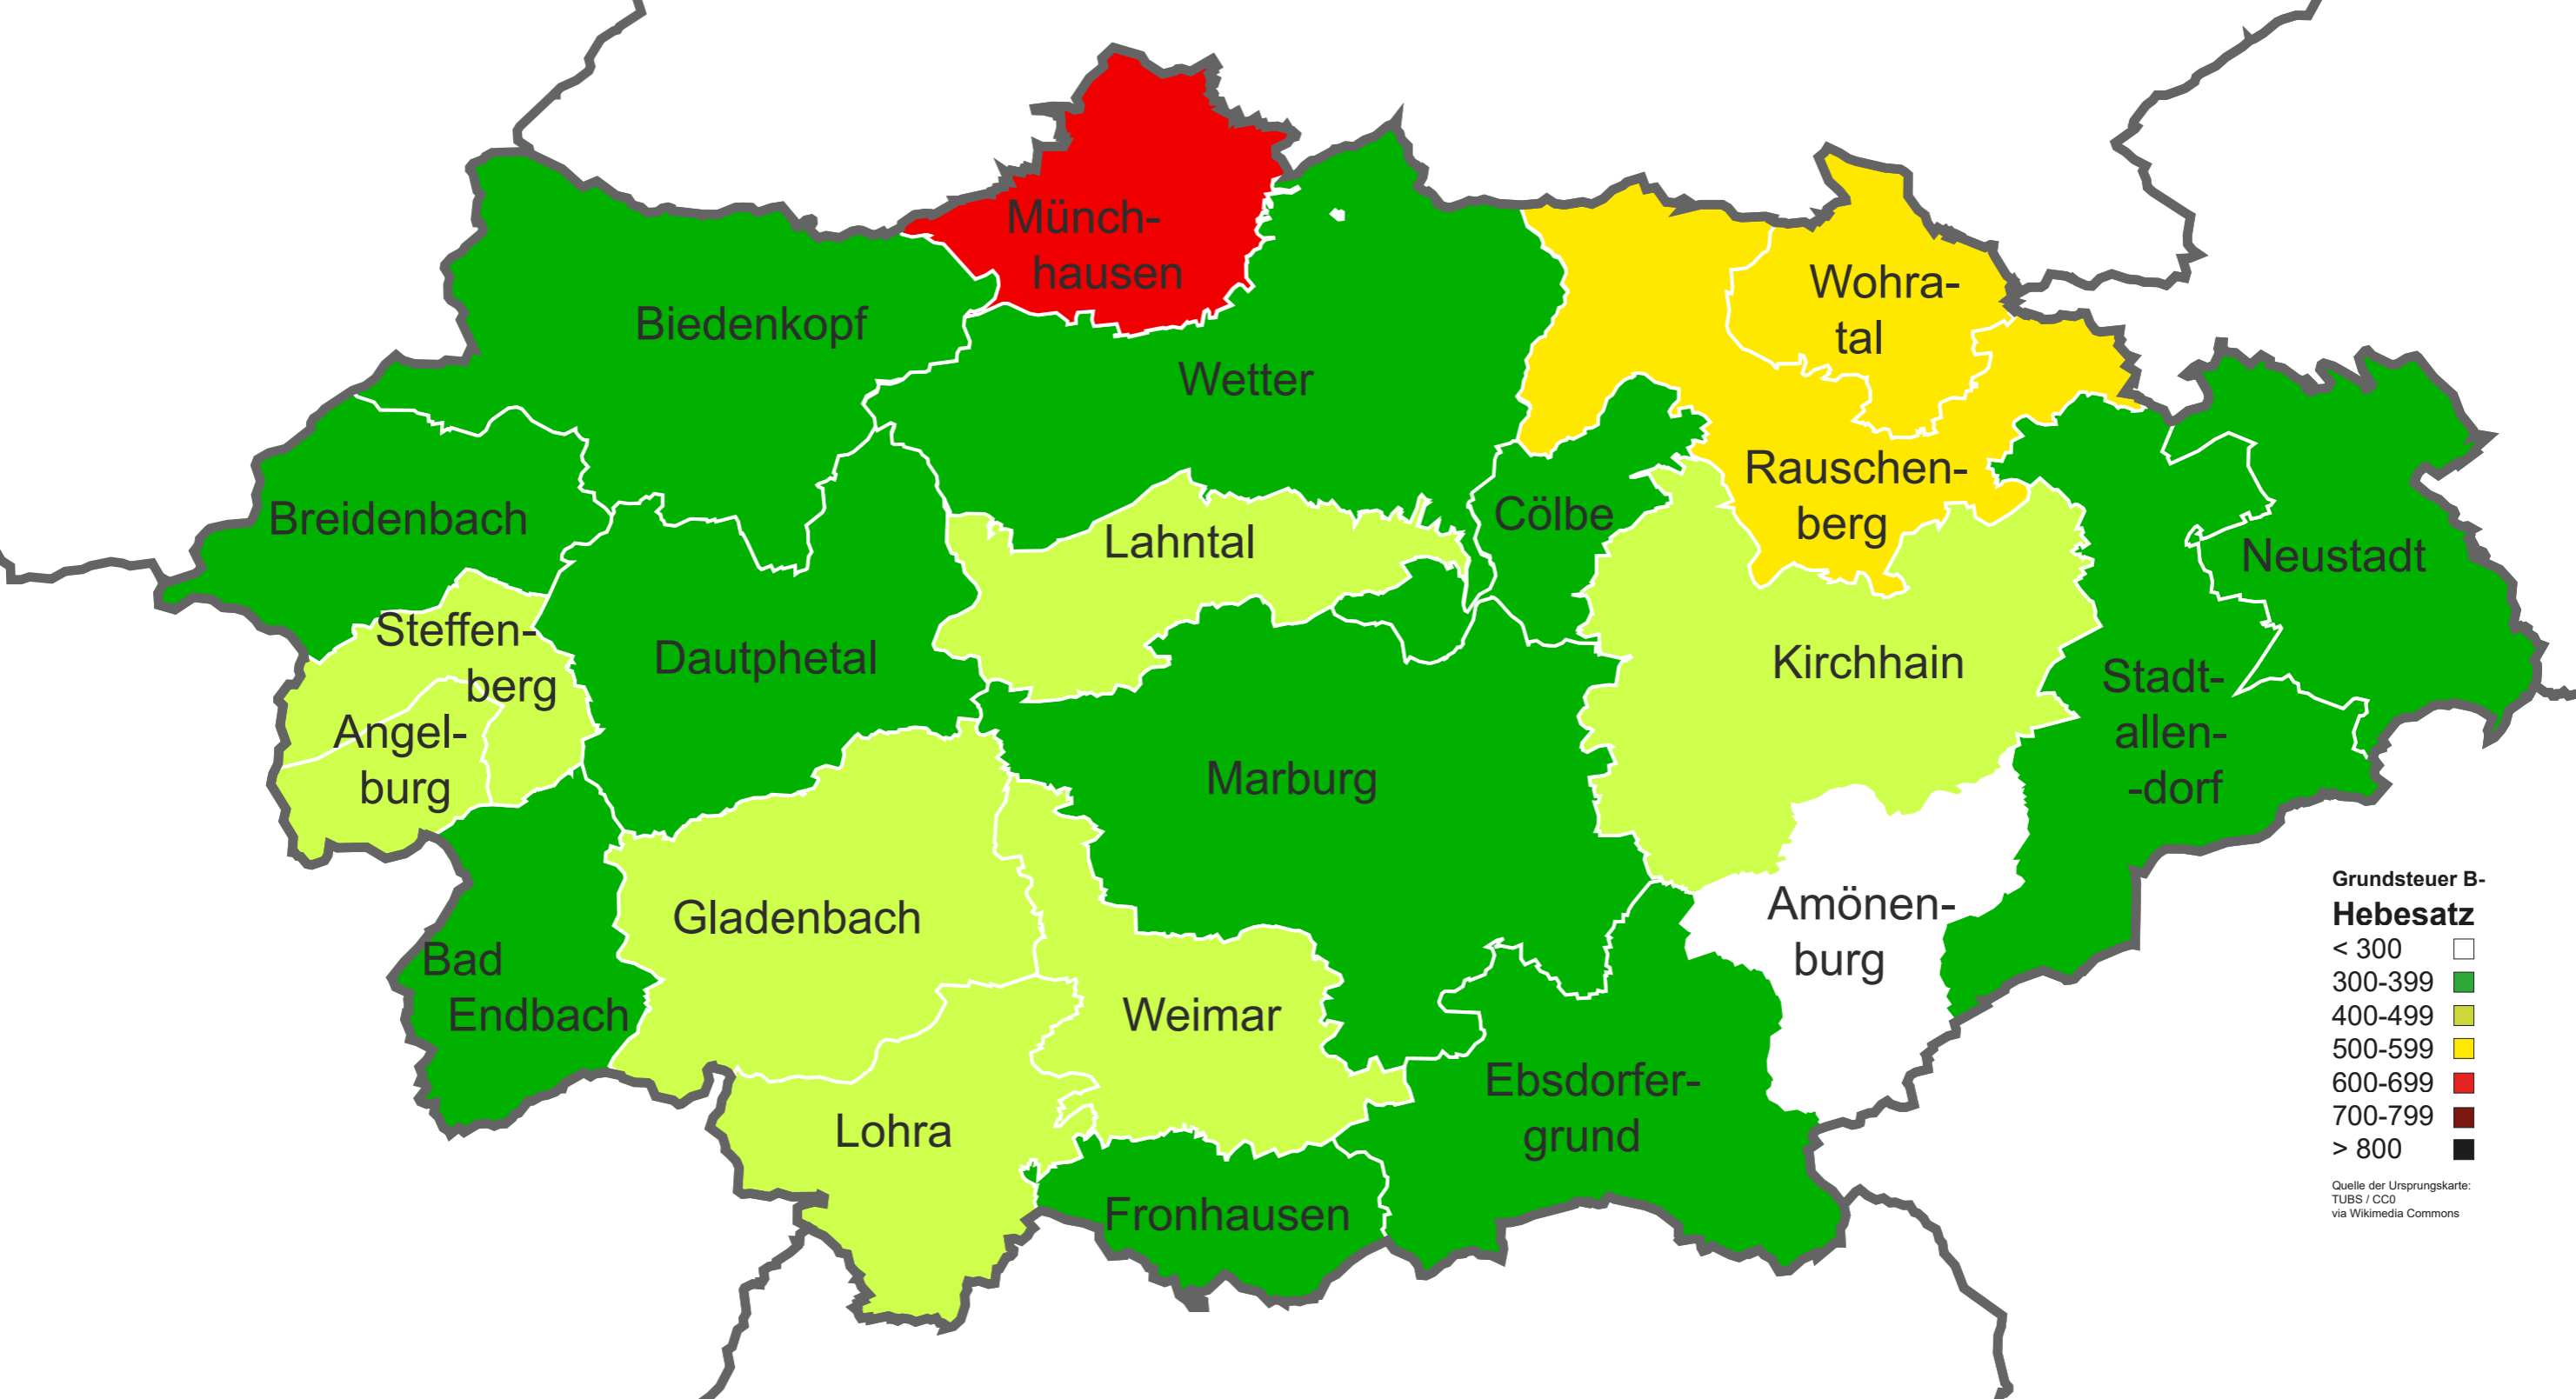 Münch-
hausen
Wohra-
tal
Biedenkopf
Wetter
Rauschen-
berg
Breidenbach
Cölbe
Lahntal
Neustadt
Steffen-
berg
Dautphetal
Kirchhain
Stadt-
allen-
-dorf
Angel-
burg
Marburg
Gladenbach
Amönen-
burg
Bad
Endbach
Weimar
Ebsdorfer-
grund
Lohra
Fronhausen
Grundsteuer B-
Hebesatz
< 300
300-399
400-499
500-599
600-699
700-799
> 800
Quelle der Ursprungskarte:
TUBS / CC0
via Wikimedia Commons